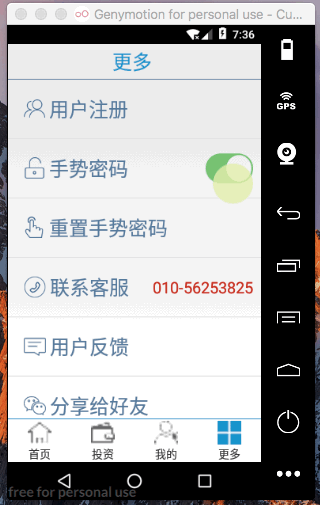 Genymotion for personal use - Cu...
7:36
更多
用户注册
手势密码
重置手势密码
联系客服 010-56253825
用户反馈
分享给好友
首页 投资 我的 更多
GPS
free for personal use